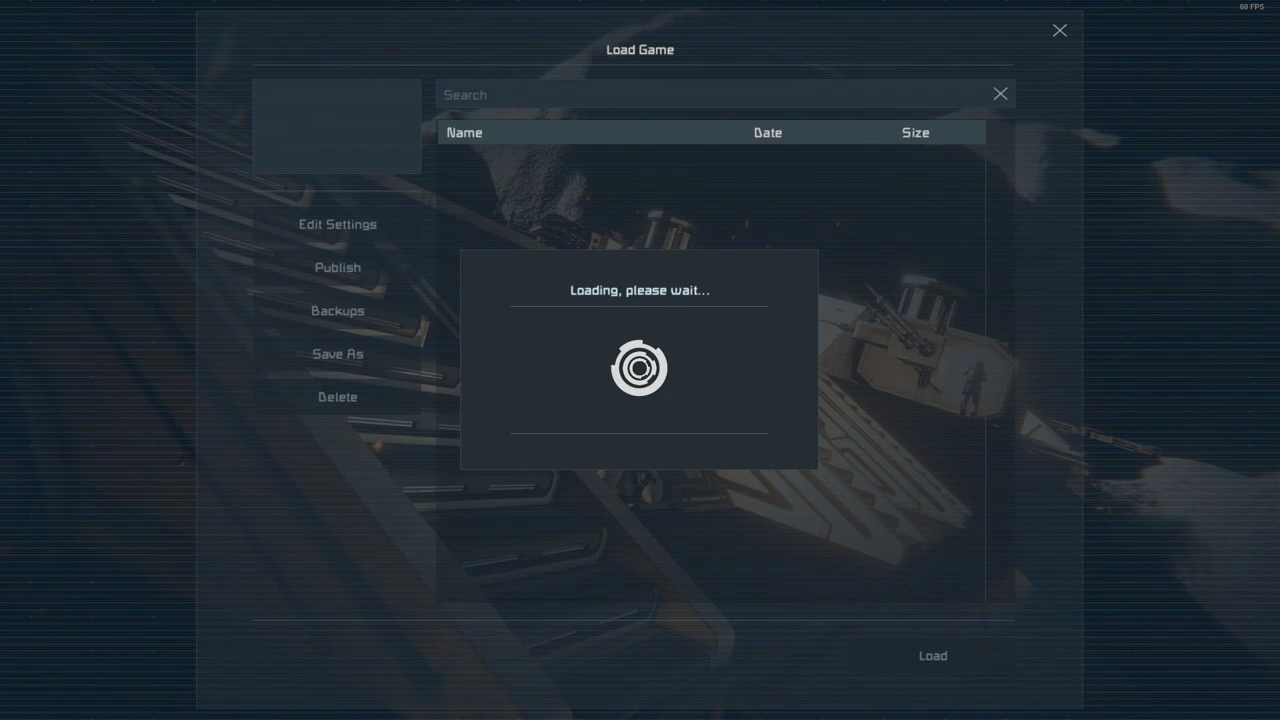 60 FPS
Load Game
Search
Name Date Size
Edit Settings
Publish
Backups
Save As
Delete
Loading, please wait...
Load